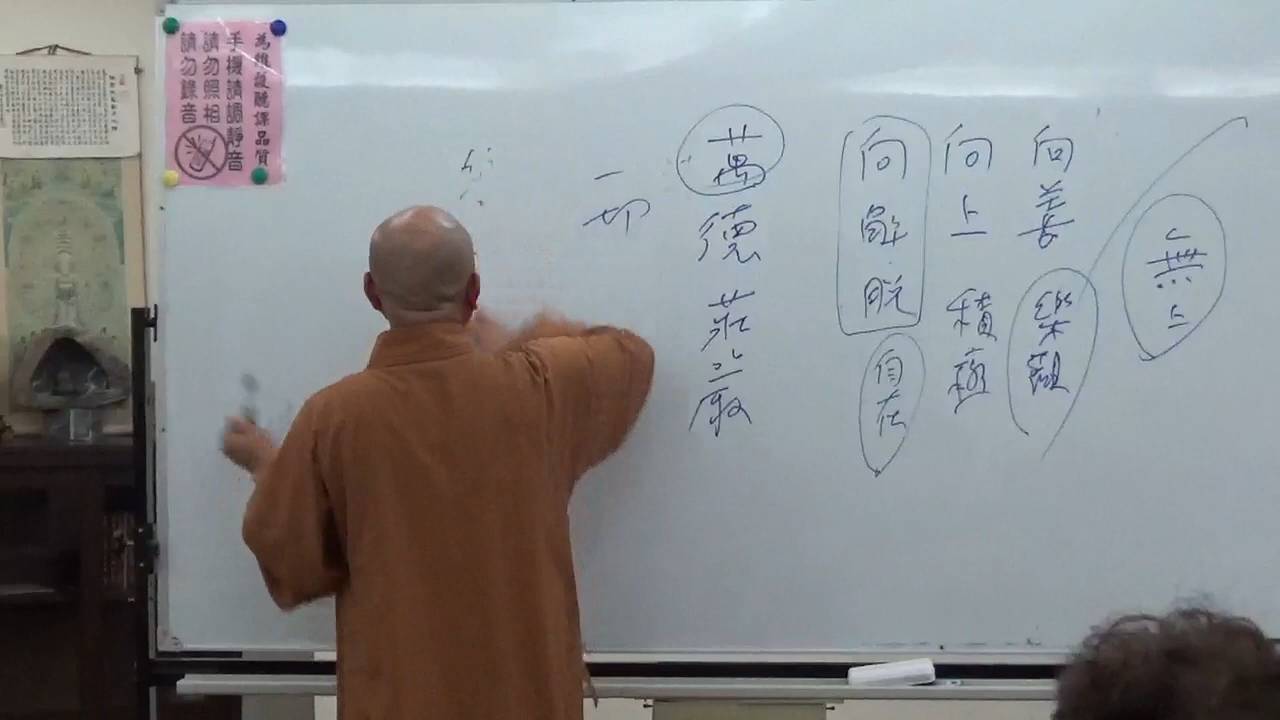 無上
向善 樂觀
向上 積極
向解脫 自在
萬德莊嚴
一切
為維護聽課品質
手機請調靜音
請勿照相
請勿錄音